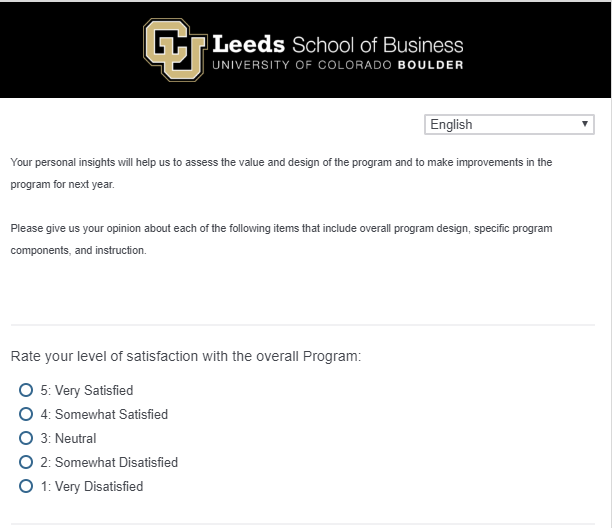 CU
Leeds School of Business
UNIVERSITY OF COLORADO BOULDER
English
Your personal insights will help us to assess the value and design of the program and to make improvements in the
program for next year.
Please give us your opinion about each of the following items that include overall program design, specific program
components, and instruction.
Rate your level of satisfaction with the overall Program:
5: Very Satisfied
4: Somewhat Satisfied
3: Neutral
2: Somewhat Disatisfied
1: Very Disatisfied